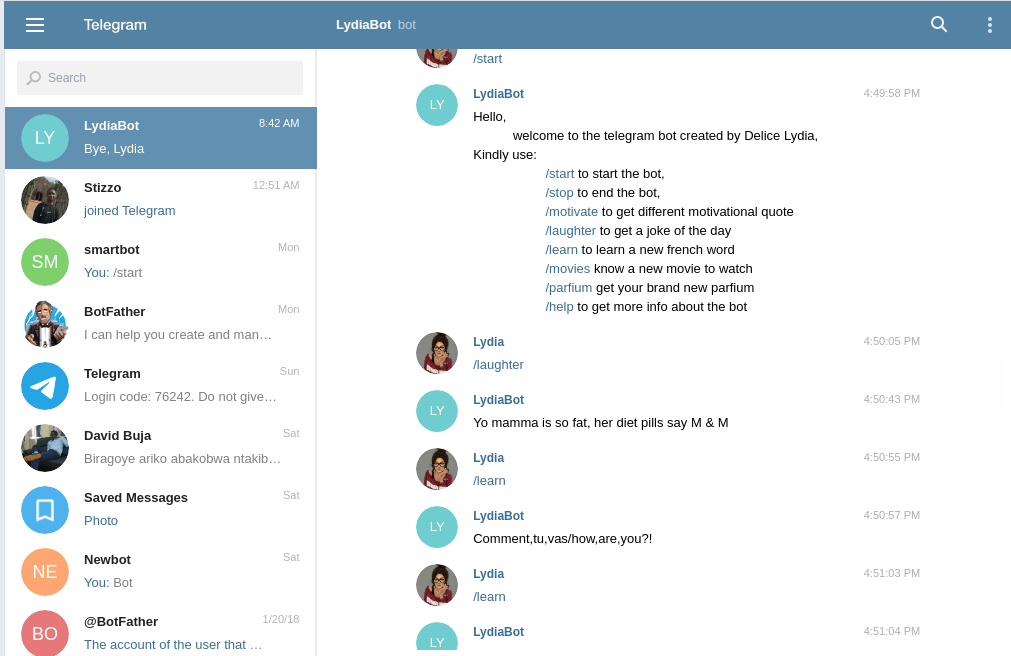 Telegram
LydiaBot bot
Search
LY
LydiaBot
8:42 AM
Bye, Lydia
Stizzo
12:51 AM
joined Telegram
SM
smartbot
Mon
You: /start
BotFather
Mon
I can help you create and man…
Telegram
Sun
Login code: 76242. Do not give…
David Buja
Sat
Biragoye ariko abakobwa ntakib…
Saved Messages
Sat
Photo
NE
Newbot
Sat
You: Bot
BO
@BotFather
1/20/18
The account of the user that …
/start
LY
LydiaBot
4:49:58 PM
Hello,
welcome to the telegram bot created by Delice Lydia,
Kindly use:
/start to start the bot,
/stop to end the bot,
/motivate to get different motivational quote
/laughter to get a joke of the day
/learn to learn a new french word
/movies know a new movie to watch
/parfium get your brand new parfium
/help to get more info about the bot
Lydia
4:50:05 PM
/laughter
LY
LydiaBot
4:50:43 PM
Yo mamma is so fat, her diet pills say M & M
Lydia
4:50:55 PM
/learn
LY
LydiaBot
4:50:57 PM
Comment,tu,vas/how,are,you?!
Lydia
4:51:03 PM
/learn
LY
LydiaBot
4:51:04 PM